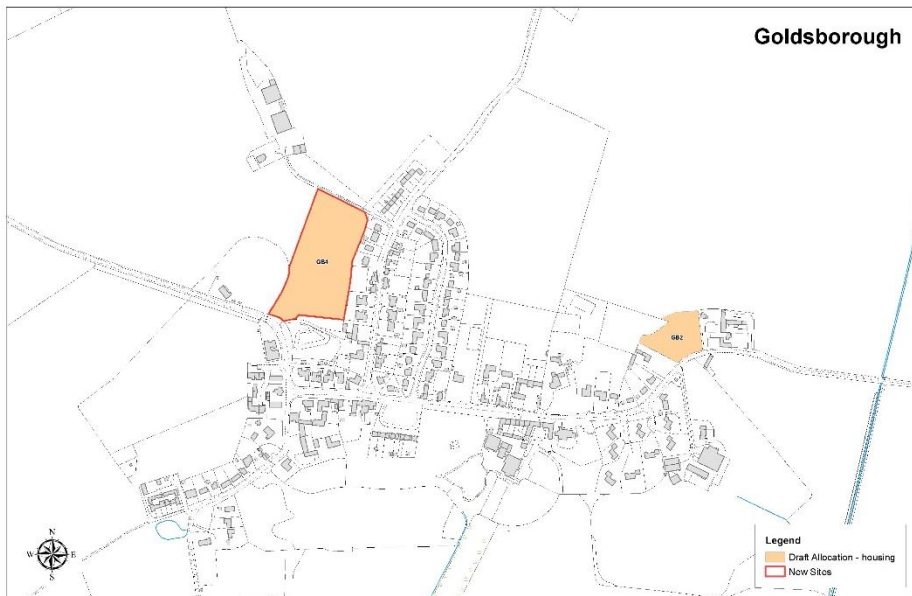 Goldsborough
GB4
GB2
N
W E
S
Legend
Draft Allocation - housing
New Sites